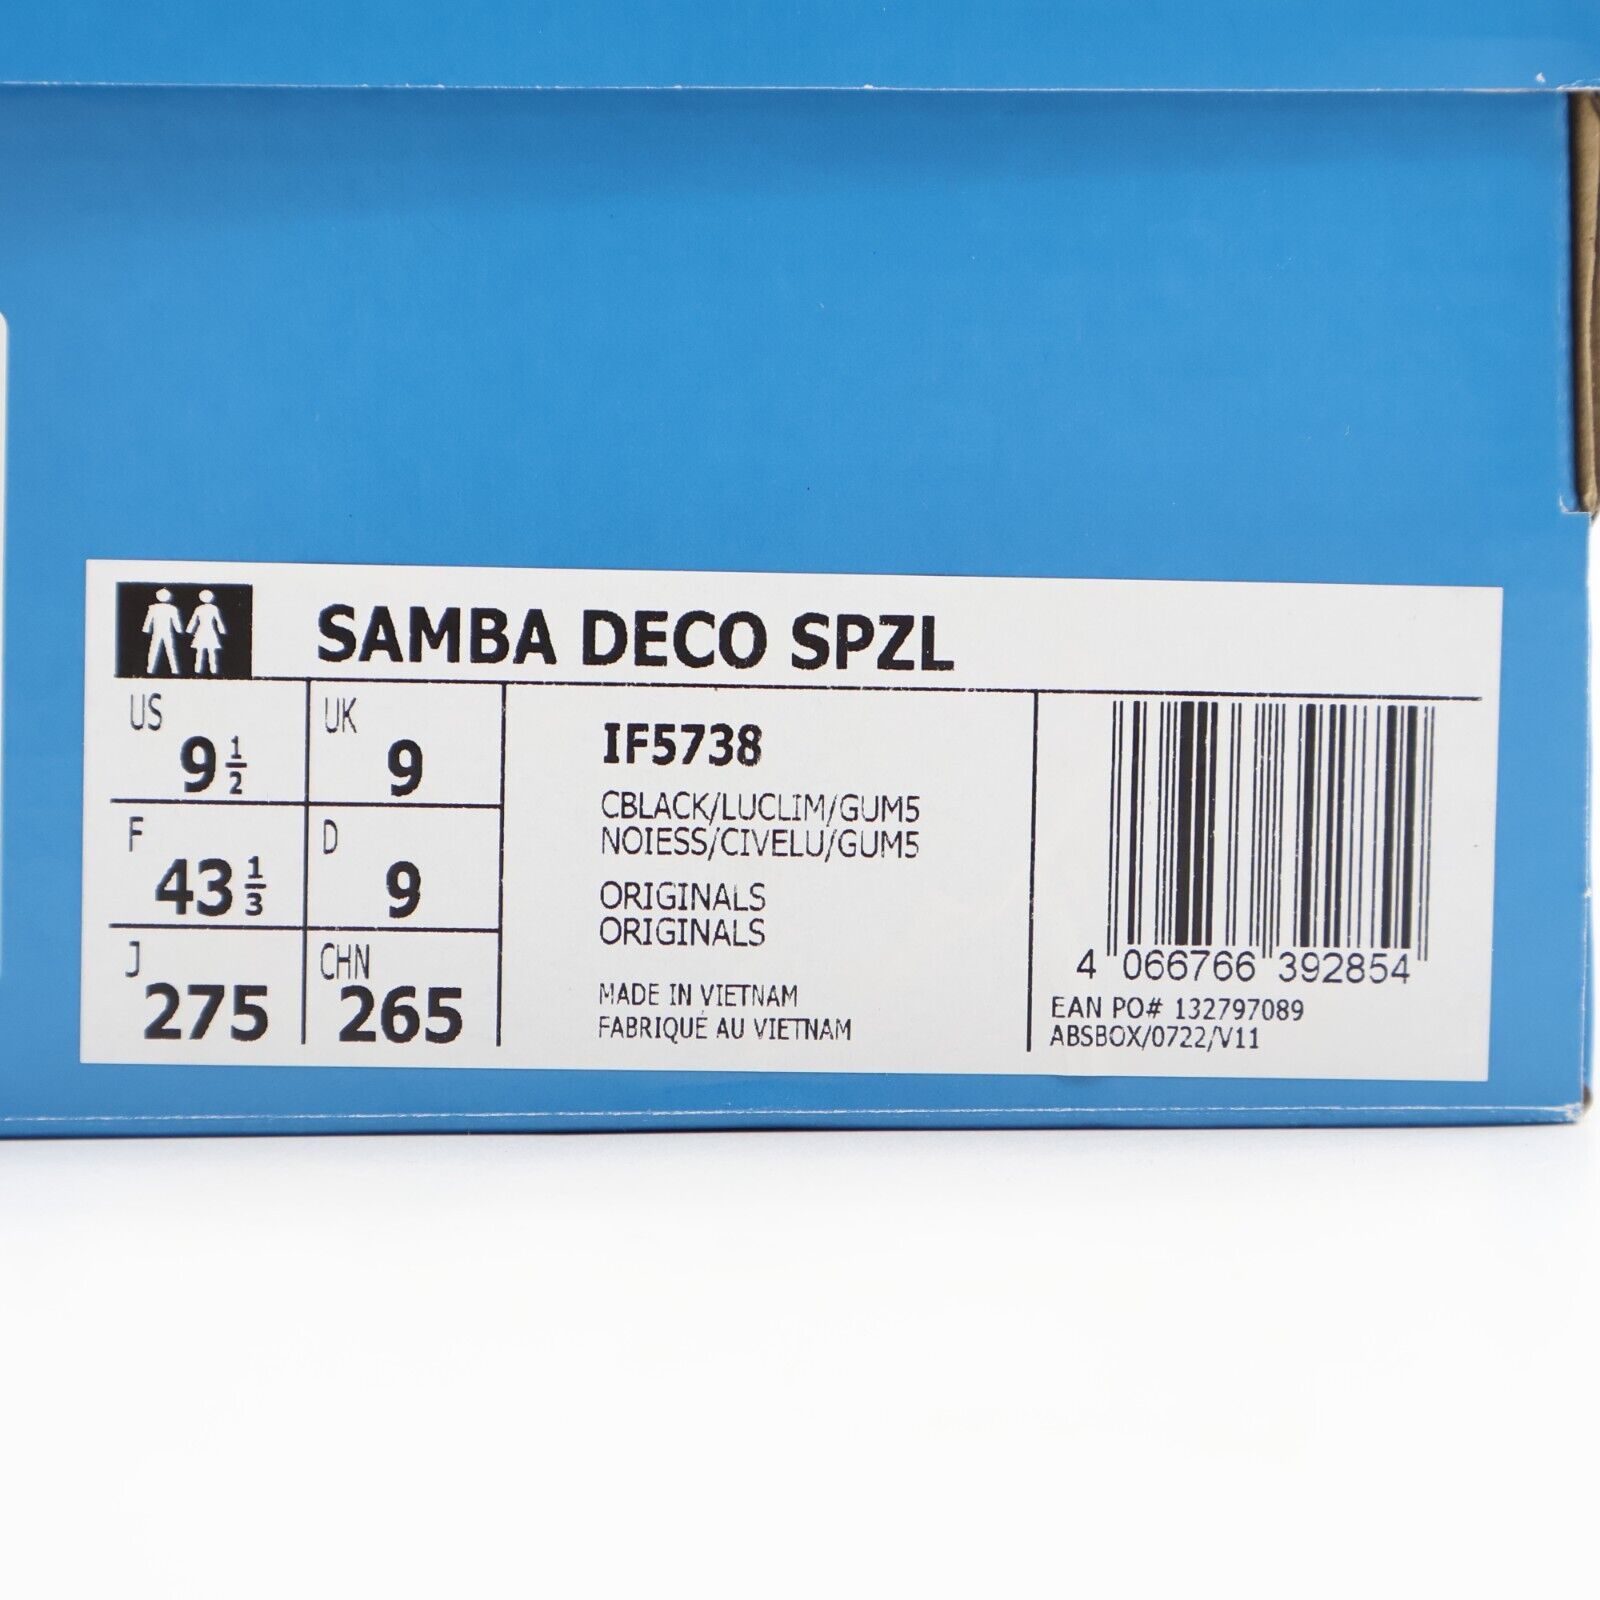 SAMBA DECO SPZL
US 9 1/2
UK 9
F 43 1/3
D 9
J 275
CHN 265
IF5738
CBLACK/LUCLIM/GUM5
NOIESS/CIVELU/GUM5
ORIGINALS
ORIGINALS
MADE IN VIETNAM
FABRIQUÉ AU VIETNAM
4 066766 392854
EAN PO# 132797089
ABSBOX/0722/V11